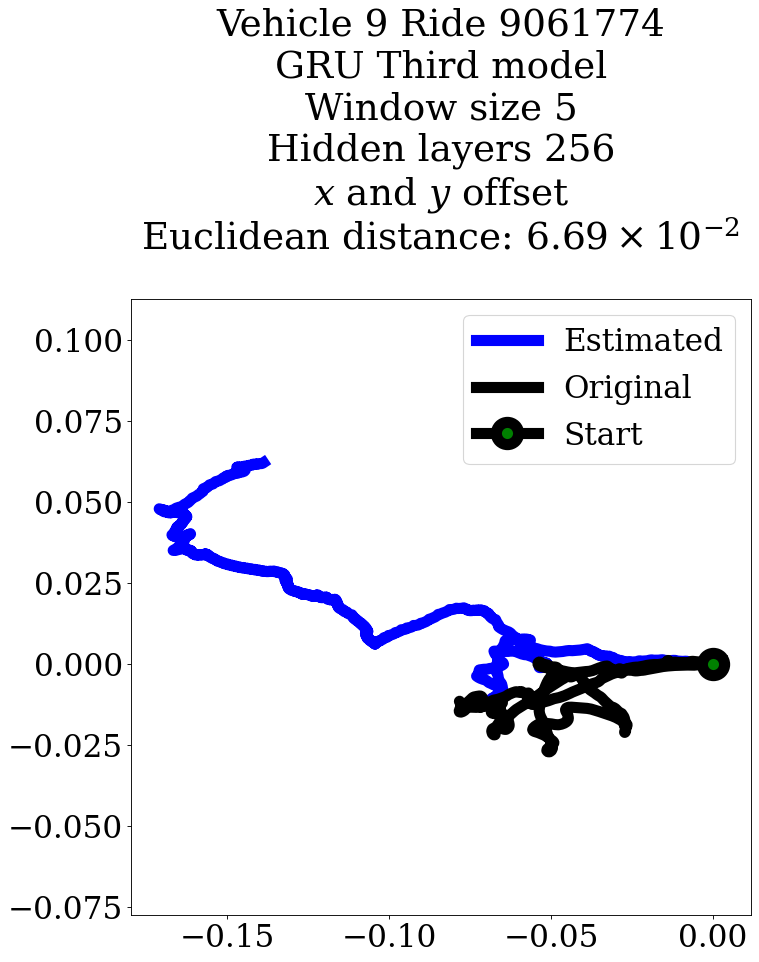 Vehicle 9 Ride 9061774
GRU Third model
Window size 5
Hidden layers 256
x and y offset
Euclidean distance: 6.69 × 10⁻²
Estimated
Original
Start
0.100
0.075
0.050
0.025
0.000
−0.025
−0.050
−0.075
−0.15 −0.10 −0.05 0.00